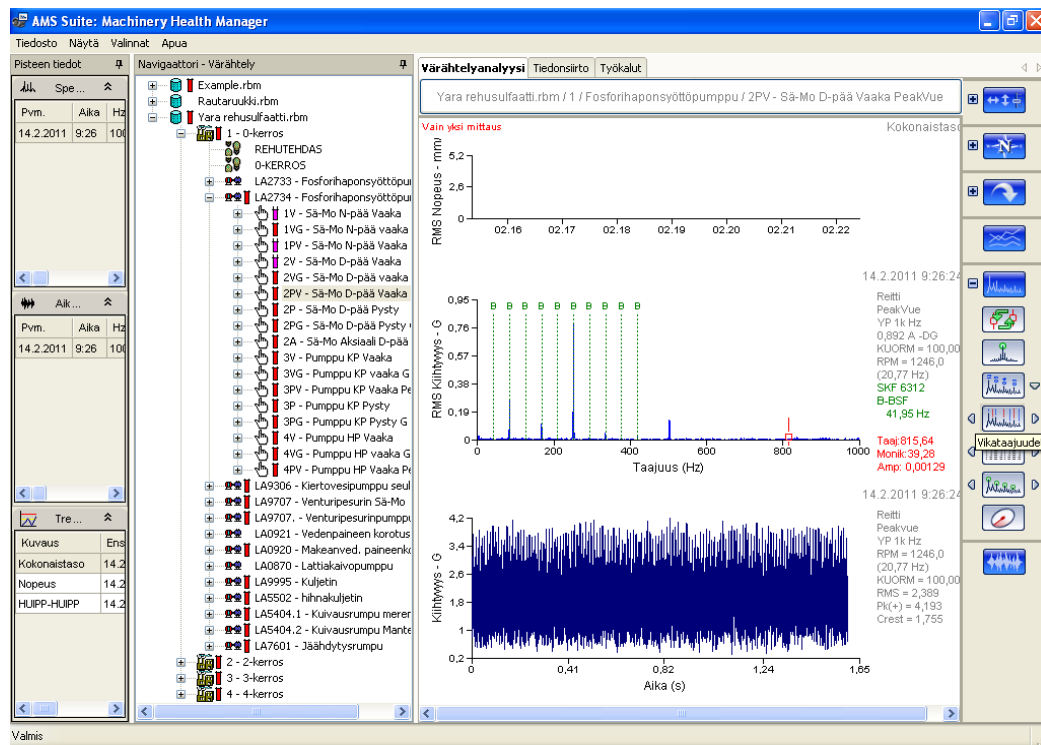 AMS Suite: Machinery Health Manager
Tiedosto Näytä Valinnat Apua
Pisteen tiedot
Spe...
Pvm. Aika Hz
14.2.2011 9:26 100
Aik...
Pvm. Aika Hz
14.2.2011 9:26 100
Tre...
Kuvaus Ens
Kokonaistaso 14.2
Nopeus 14.2
HUIPP-HUIPP 14.2
Navigaattori - Värähtely
Example.rbm
Rautaruukki.rbm
Yara rehusulfaatti.rbm
1 - 0-kerros
REHUTEHDAS
0-KERROS
LA2733 - Fosforihaponsyöttöpu
LA2734 - Fosforihaponsyöttöpu
1V - Sä-Mo N-pää Vaaka
1VG - Sä-Mo N-pää vaaka
1PV - Sä-Mo N-pää Vaaka
2V - Sä-Mo D-pää Vaaka
2VG - Sä-Mo D-pää vaaka
2PV - Sä-Mo D-pää Vaaka
2P - Sä-Mo D-pää Pysty
2PG - Sä-Mo D-pää Pysty
2A - Sä-Mo Aksiaali D-pää
3V - Pumppu KP Vaaka
3VG - Pumppu KP vaaka G
3PV - Pumppu KP Vaaka Pe
3P - Pumppu KP Pysty
3PG - Pumppu KP Pysty G
4V - Pumppu HP Vaaka
4VG - Pumppu HP vaaka G
4PV - Pumppu HP Vaaka Pe
LA9306 - Kiertovesipumppu seul
LA9707 - Venturipesurin Sä-Mo
LA9707. - Venturipesurinpumppu
LA0921 - Vedenpaineen korotus
LA0920 - Makeanved. paineenko
LA0870 - Lattiakaivopumppu
LA9995 - Kuljetin
LA5502 - hihnakuljetin
LA5404.1 - Kuivausrumpu meren
LA5404.2 - Kuivausrumpu Mante
LA7601 - Jäähdytysrumpu
2 - 2-kerros
3 - 3-kerros
4 - 4-kerros
Värähtelyanalyysi Tiedonsiirto Työkalut
Yara rehusulfaatti.rbm / 1 / Fosforihaponsyöttöpumppu / 2PV - Sä-Mo D-pää Vaaka PeakVue
Vain yksi mittaus
Kokonaistaso
RMS Nopeus - mm/
5,2
2,6
0
02.16 02.17 02.18 02.19 02.20 02.21 02.22
14.2.2011 9:26:24
RMS Kiihtyvyys - G
0,95
0,76
0,57
0,38
0,19
0
B B B B B B B B B B
0 200 400 600 800 1000
Taajuus (Hz)
Reitti
PeakVue
YP 1k Hz
0,892 A -DG
KUORM = 100,00
RPM = 1246,0
(20,77 Hz)
SKF 6312
B-BSF
41,95 Hz
Taaj:815,64
Monik:39,28
Amp: 0,00129
Vikataajuude
14.2.2011 9:26:24
Kiihtyvyys - G
4,2
3,4
2,6
1,8
1
0,2
0 0,41 0,82 1,24 1,65
Aika (s)
Reitti
Peakvue
YP 1k Hz
RPM = 1246,0
(20,77 Hz)
KUORM = 100,00
RMS = 2,389
Pk(+) = 4,193
Crest = 1,755
N
Valmis